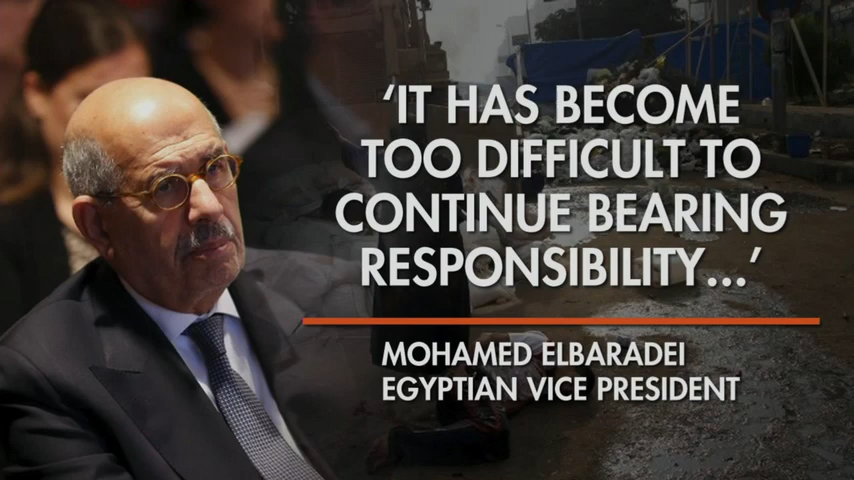 ‘IT HAS BECOME
TOO DIFFICULT TO
CONTINUE BEARING
RESPONSIBILITY...’
MOHAMED ELBARADEI
EGYPTIAN VICE PRESIDENT